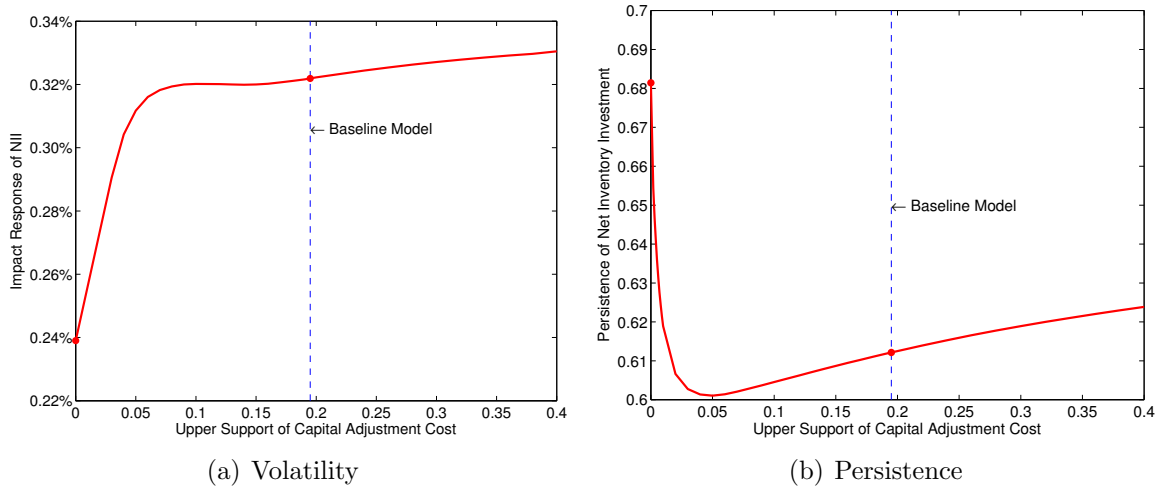 0.34%
0.33%
0.32%
0.30%
0.28%
0.26%
0.24%
0.22%
Impact Response of NII
← Baseline Model
0 0.05 0.1 0.15 0.2 0.25 0.3 0.35 0.4
Upper Support of Capital Adjustment Cost
(a) Volatility
0.7
0.69
0.68
0.67
0.66
0.65
0.64
0.63
0.62
0.61
0.6
Persistence of Net Inventory Investment
← Baseline Model
0 0.05 0.1 0.15 0.2 0.25 0.3 0.35 0.4
Upper Support of Capital Adjustment Cost
(b) Persistence